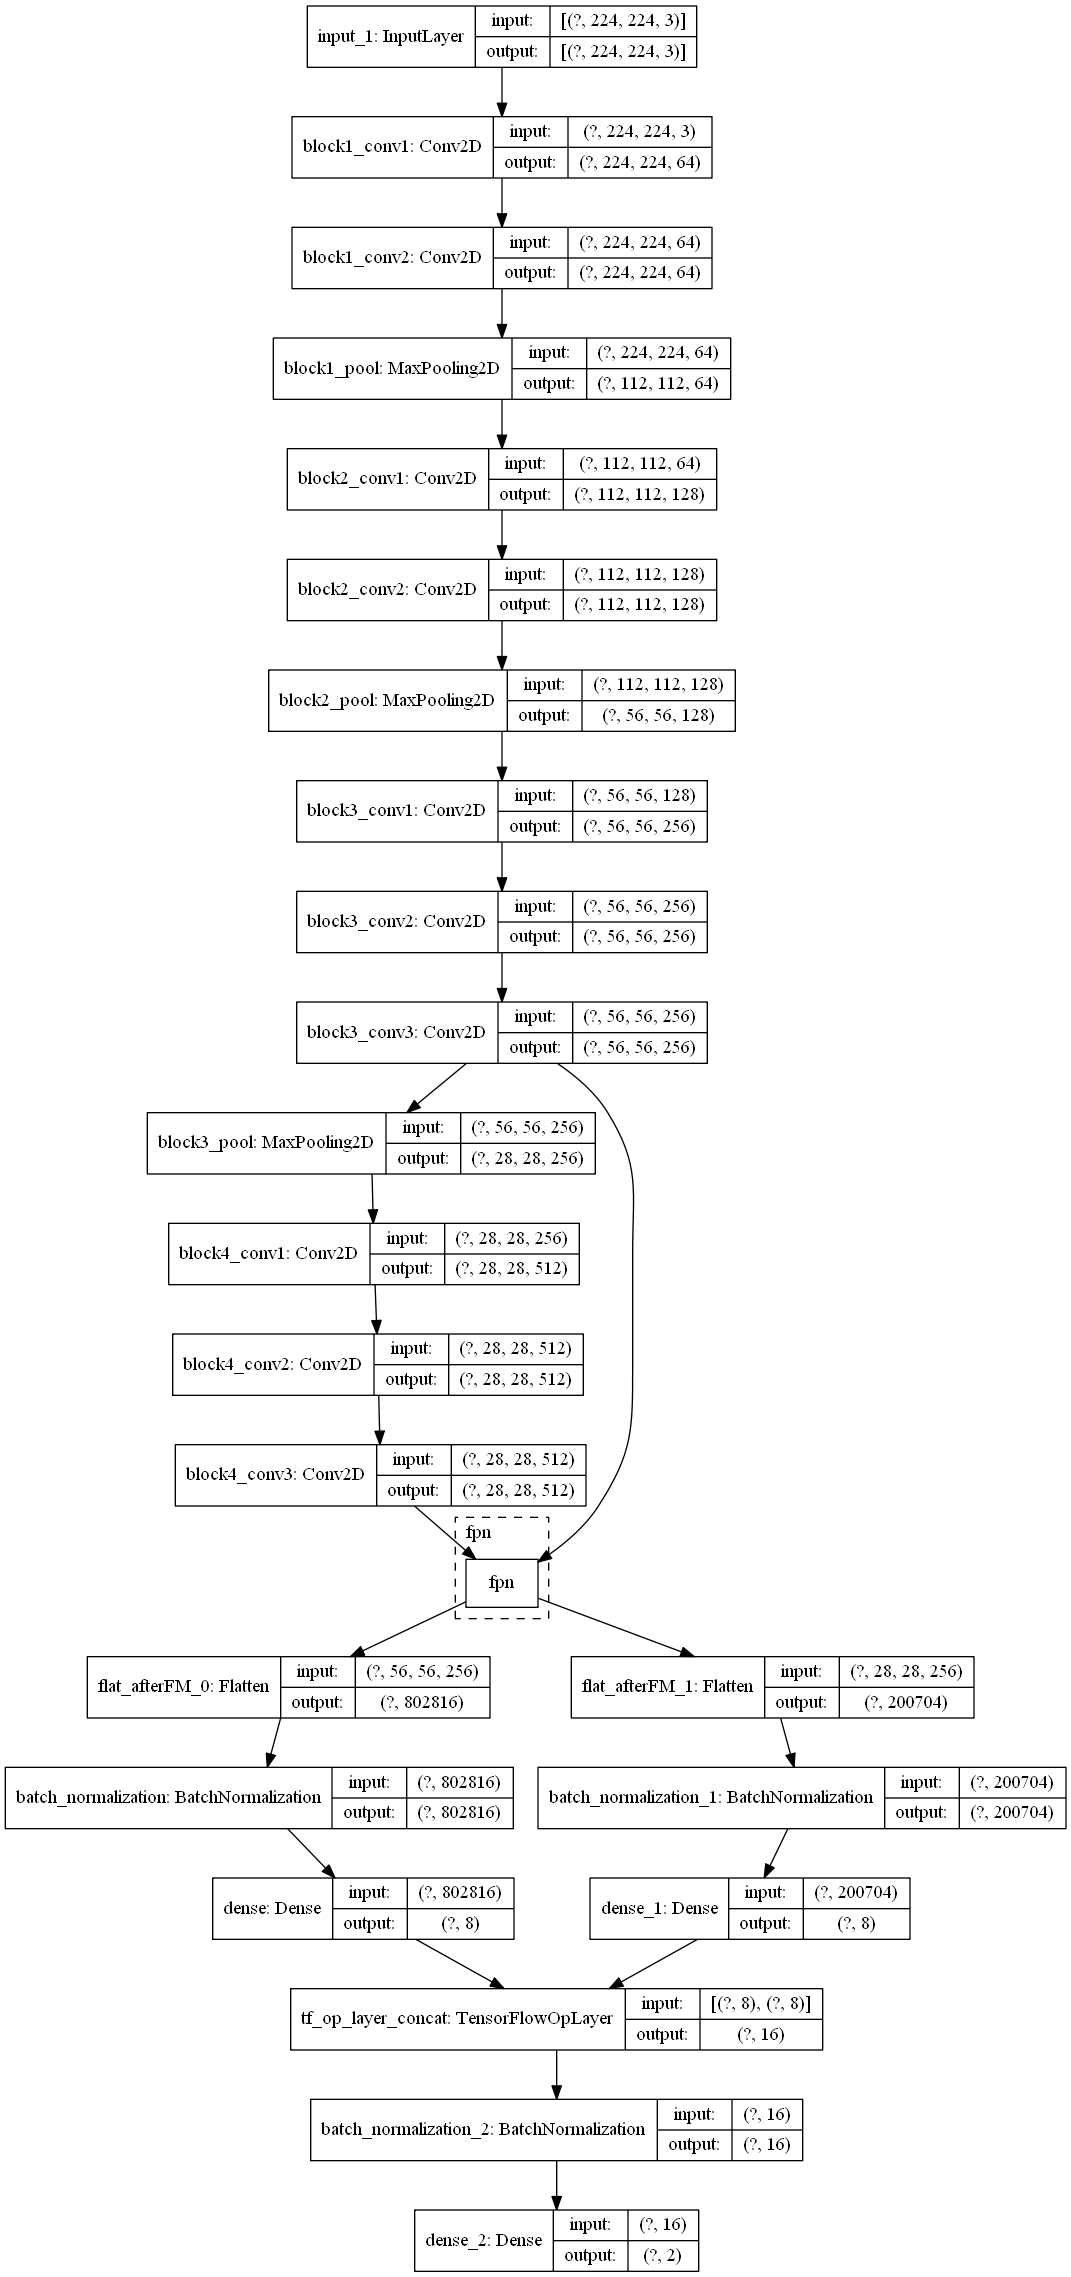 input_1: InputLayer
input: [(?, 224, 224, 3)]
output: [(?, 224, 224, 3)]
block1_conv1: Conv2D
input: (?, 224, 224, 3)
output: (?, 224, 224, 64)
block1_conv2: Conv2D
input: (?, 224, 224, 64)
output: (?, 224, 224, 64)
block1_pool: MaxPooling2D
input: (?, 224, 224, 64)
output: (?, 112, 112, 64)
block2_conv1: Conv2D
input: (?, 112, 112, 64)
output: (?, 112, 112, 128)
block2_conv2: Conv2D
input: (?, 112, 112, 128)
output: (?, 112, 112, 128)
block2_pool: MaxPooling2D
input: (?, 112, 112, 128)
output: (?, 56, 56, 128)
block3_conv1: Conv2D
input: (?, 56, 56, 128)
output: (?, 56, 56, 256)
block3_conv2: Conv2D
input: (?, 56, 56, 256)
output: (?, 56, 56, 256)
block3_conv3: Conv2D
input: (?, 56, 56, 256)
output: (?, 56, 56, 256)
block3_pool: MaxPooling2D
input: (?, 56, 56, 256)
output: (?, 28, 28, 256)
block4_conv1: Conv2D
input: (?, 28, 28, 256)
output: (?, 28, 28, 512)
block4_conv2: Conv2D
input: (?, 28, 28, 512)
output: (?, 28, 28, 512)
block4_conv3: Conv2D
input: (?, 28, 28, 512)
output: (?, 28, 28, 512)
fpn
fpn
flat_afterFM_0: Flatten
input: (?, 56, 56, 256)
output: (?, 802816)
flat_afterFM_1: Flatten
input: (?, 28, 28, 256)
output: (?, 200704)
batch_normalization: BatchNormalization
input: (?, 802816)
output: (?, 802816)
batch_normalization_1: BatchNormalization
input: (?, 200704)
output: (?, 200704)
dense: Dense
input: (?, 802816)
output: (?, 8)
dense_1: Dense
input: (?, 200704)
output: (?, 8)
tf_op_layer_concat: TensorFlowOpLayer
input: [(?, 8), (?, 8)]
output: (?, 16)
batch_normalization_2: BatchNormalization
input: (?, 16)
output: (?, 16)
dense_2: Dense
input: (?, 16)
output: (?, 2)